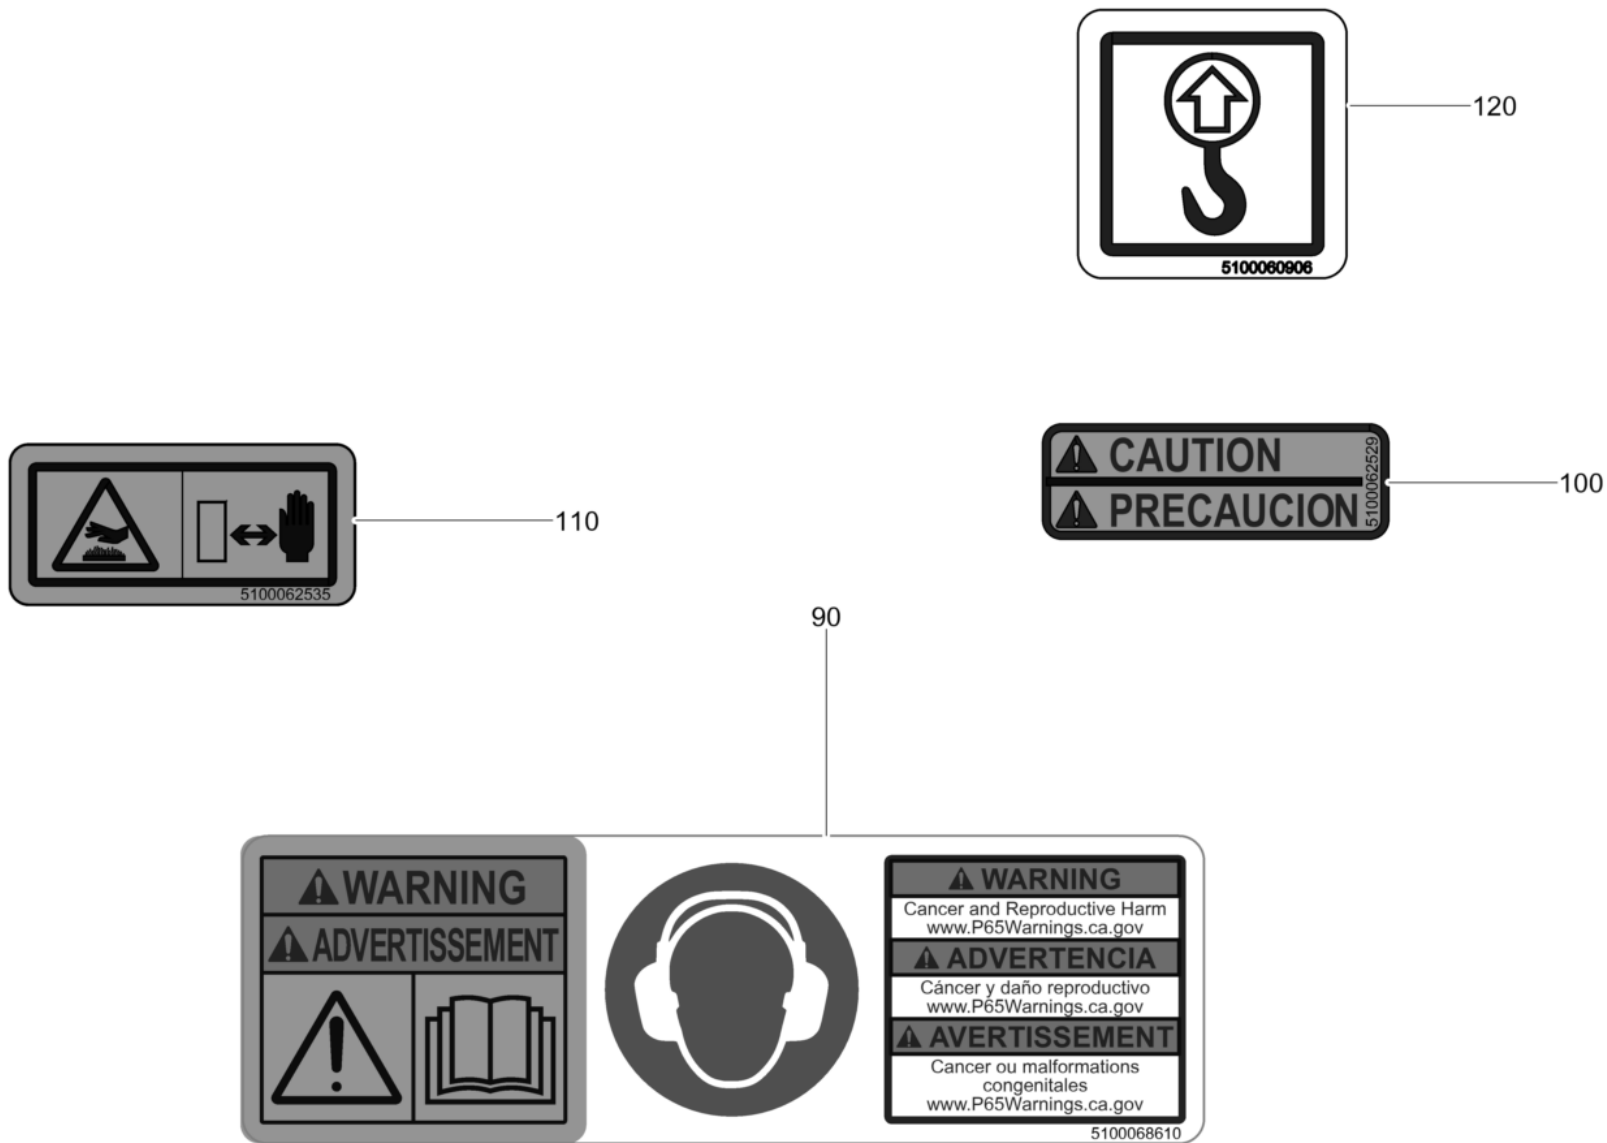 120
5100060906
CAUTION
PRECAUCION
5100062529
100
110
5100062535
90
WARNING
ADVERTISSEMENT
WARNING
Cancer and Reproductive Harm
www.P65Warnings.ca.gov
ADVERTENCIA
Cáncer y daño reproductivo
www.P65Warnings.ca.gov
AVERTISSEMENT
Cancer ou malformations
congenitales
www.P65Warnings.ca.gov
5100068610